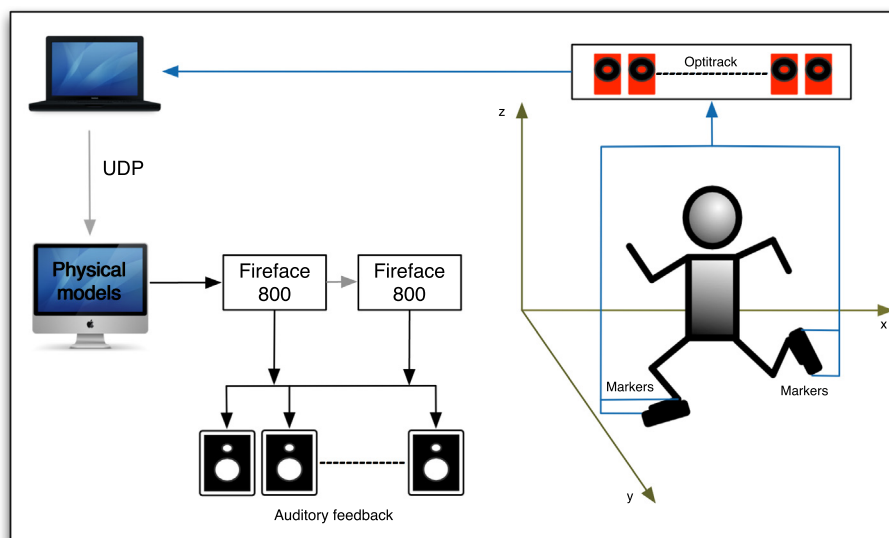 Optitrack
z
UDP
Physical
models
Fireface
800
Fireface
800
x
Markers
Markers
y
Auditory feedback